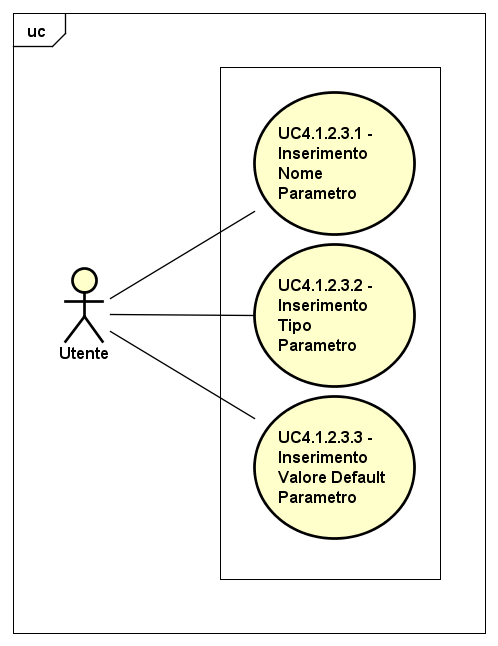 uc
UC4.1.2.3.1 -
Inserimento
Nome
Parametro
UC4.1.2.3.2 -
Inserimento
Tipo
Parametro
Utente
UC4.1.2.3.3 -
Inserimento
Valore Default
Parametro